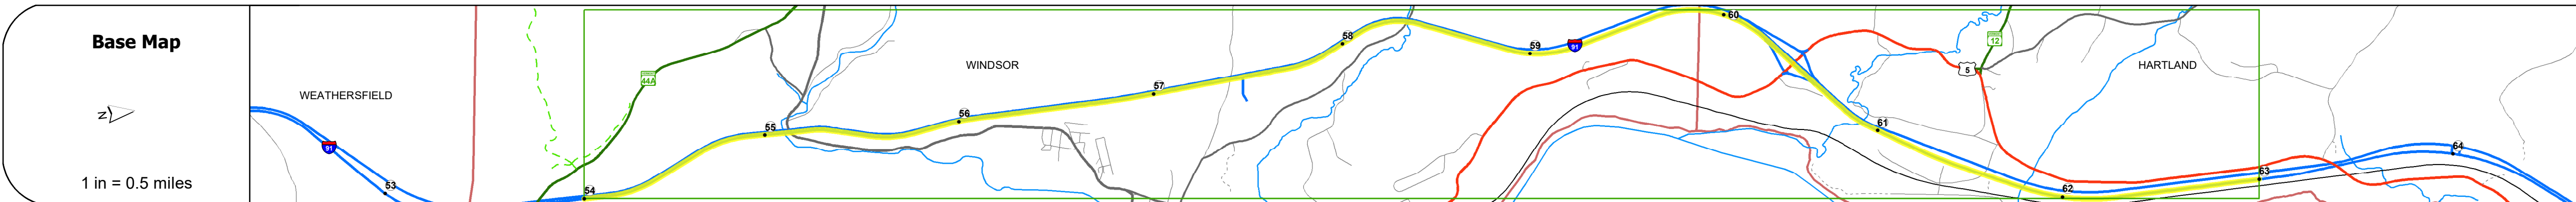 Base Map
N
1 in = 0.5 miles
WEATHERSFIELD
91
53
54
44A
55
WINDSOR
56
57
58
59
91
60
61
5
12
HARTLAND
62
63
64